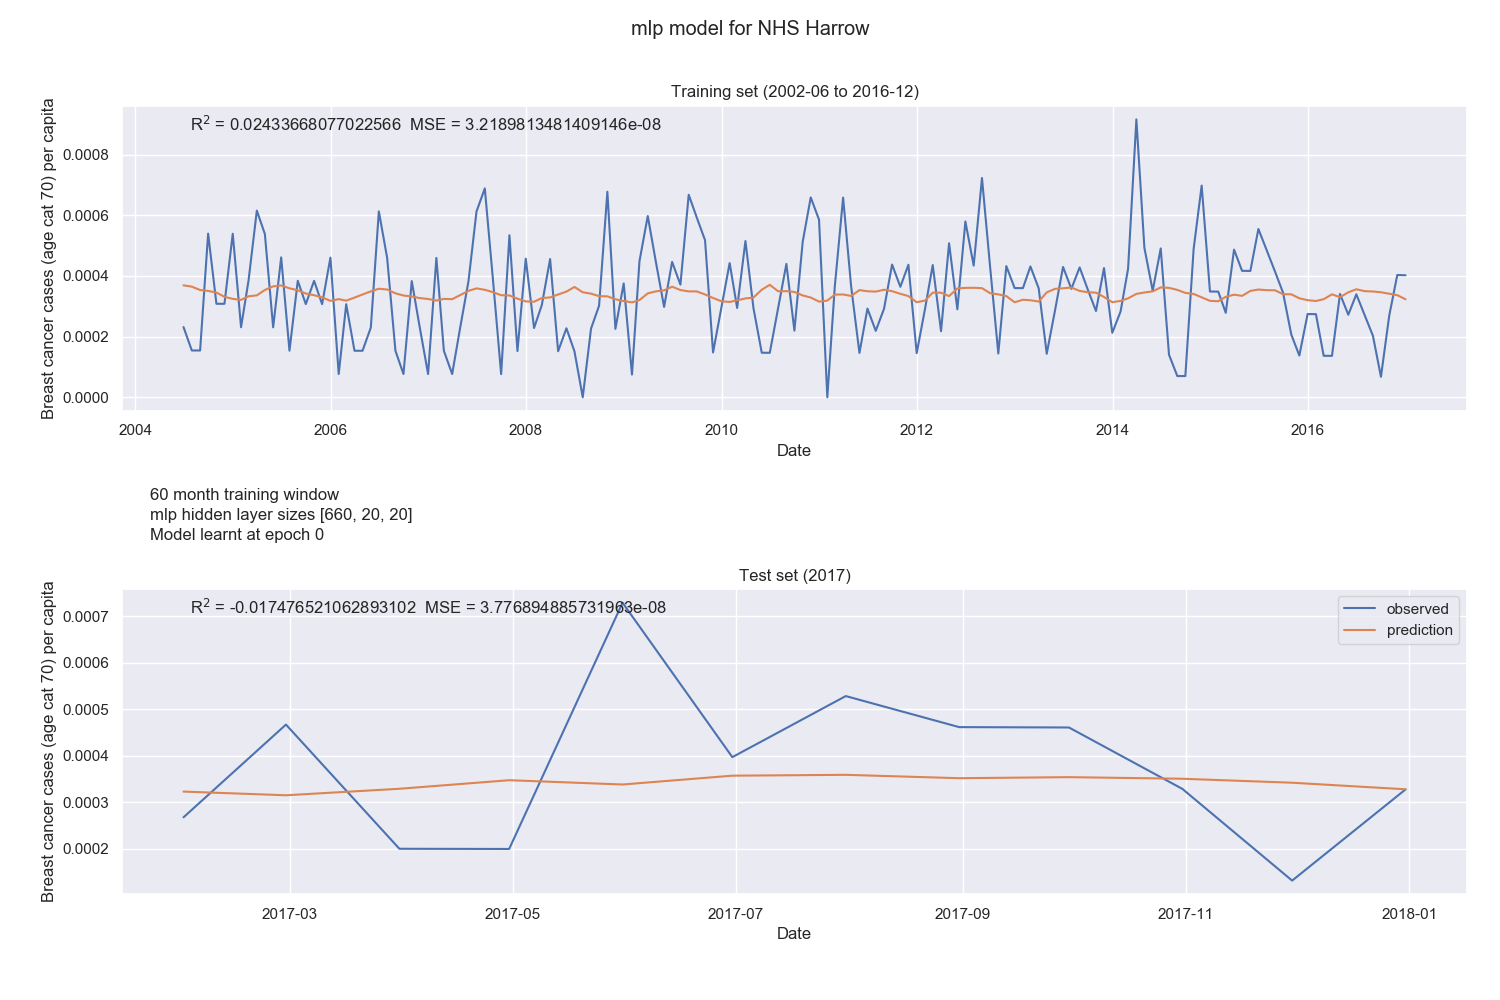 mlp model for NHS Harrow
Training set (2002-06 to 2016-12)
R² = 0.02433668077022566  MSE = 3.2189813481409146e-08
Breast cancer cases (age cat 70) per capita
0.0008
0.0006
0.0004
0.0002
0.0000
2004 2006 2008 2010 2012 2014 2016
Date
60 month training window
mlp hidden layer sizes [660, 20, 20]
Model learnt at epoch 0
Test set (2017)
R² = -0.017476521062893102  MSE = 3.776894885731963e-08
observed
prediction
Breast cancer cases (age cat 70) per capita
0.0007
0.0006
0.0005
0.0004
0.0003
0.0002
2017-03 2017-05 2017-07 2017-09 2017-11 2018-01
Date